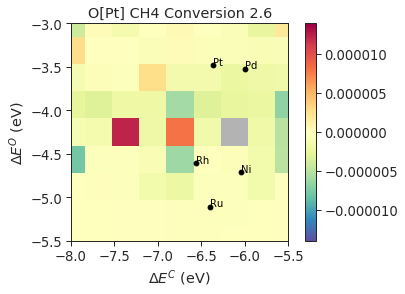 O[Pt] CH4 Conversion 2.6
−3.0
−3.5
−4.0
−4.5
−5.0
−5.5
ΔE^O (eV)
Pt
Pd
Rh
Ni
Ru
−8.0 −7.5 −7.0 −6.5 −6.0 −5.5
ΔE^C (eV)
0.000010
0.000005
0.000000
−0.000005
−0.000010